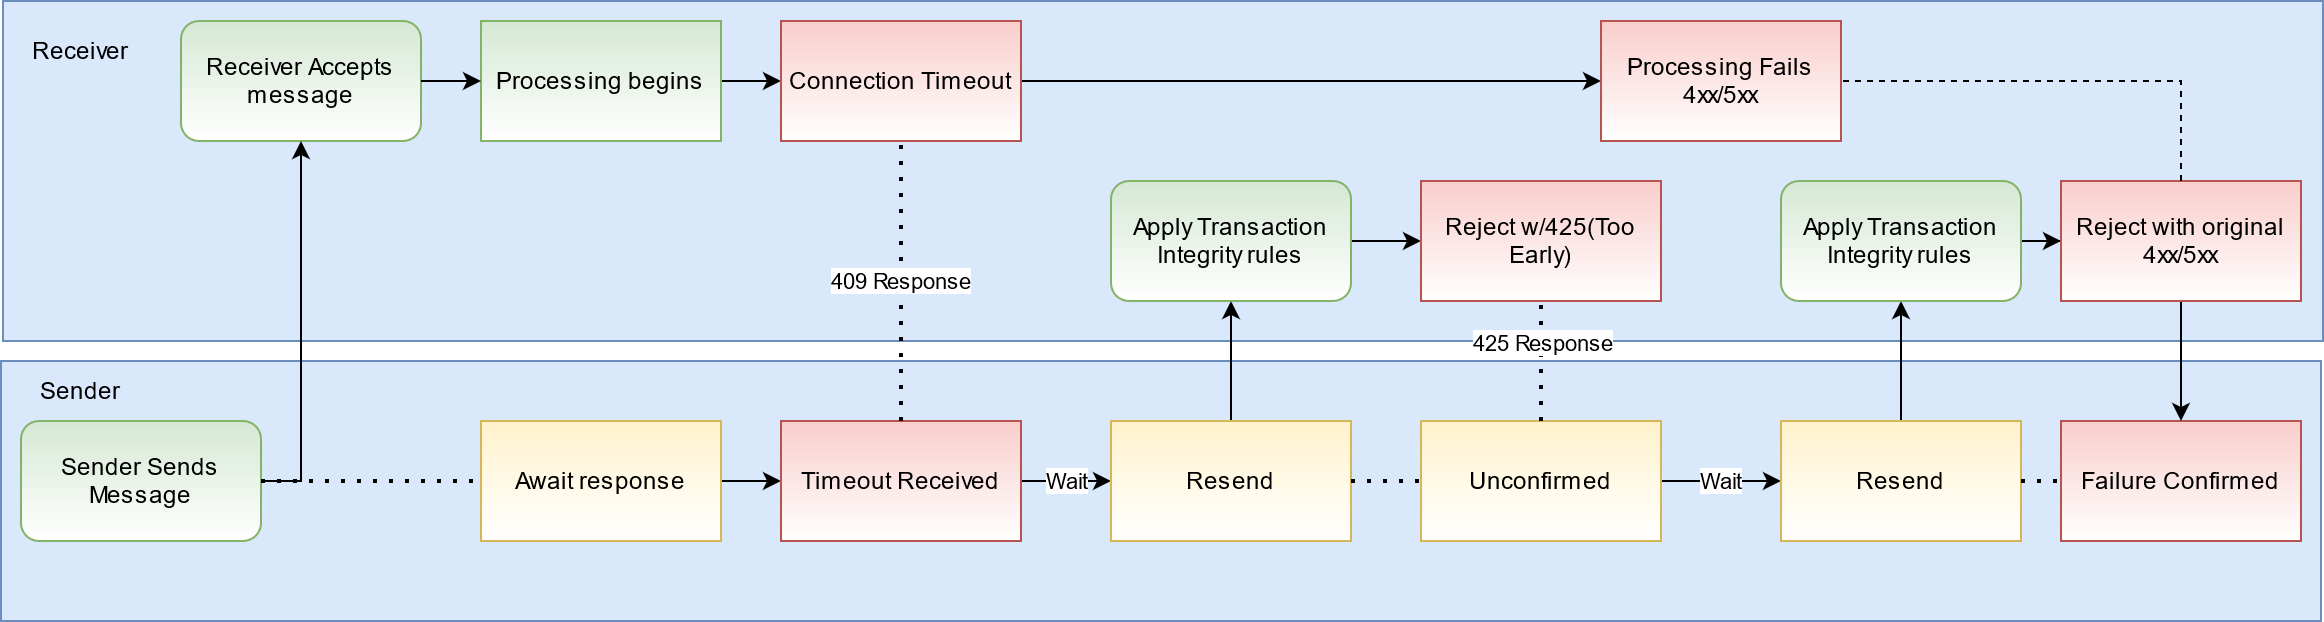 Receiver
Receiver Accepts
message
Processing begins
Connection Timeout
Processing Fails
4xx/5xx
Apply Transaction
Integrity rules
Reject w/425(Too
Early)
Apply Transaction
Integrity rules
Reject with original
4xx/5xx
409 Response
425 Response
Sender
Sender Sends
Message
Await response
Timeout Received
Wait
Resend
Unconfirmed
Wait
Resend
Failure Confirmed